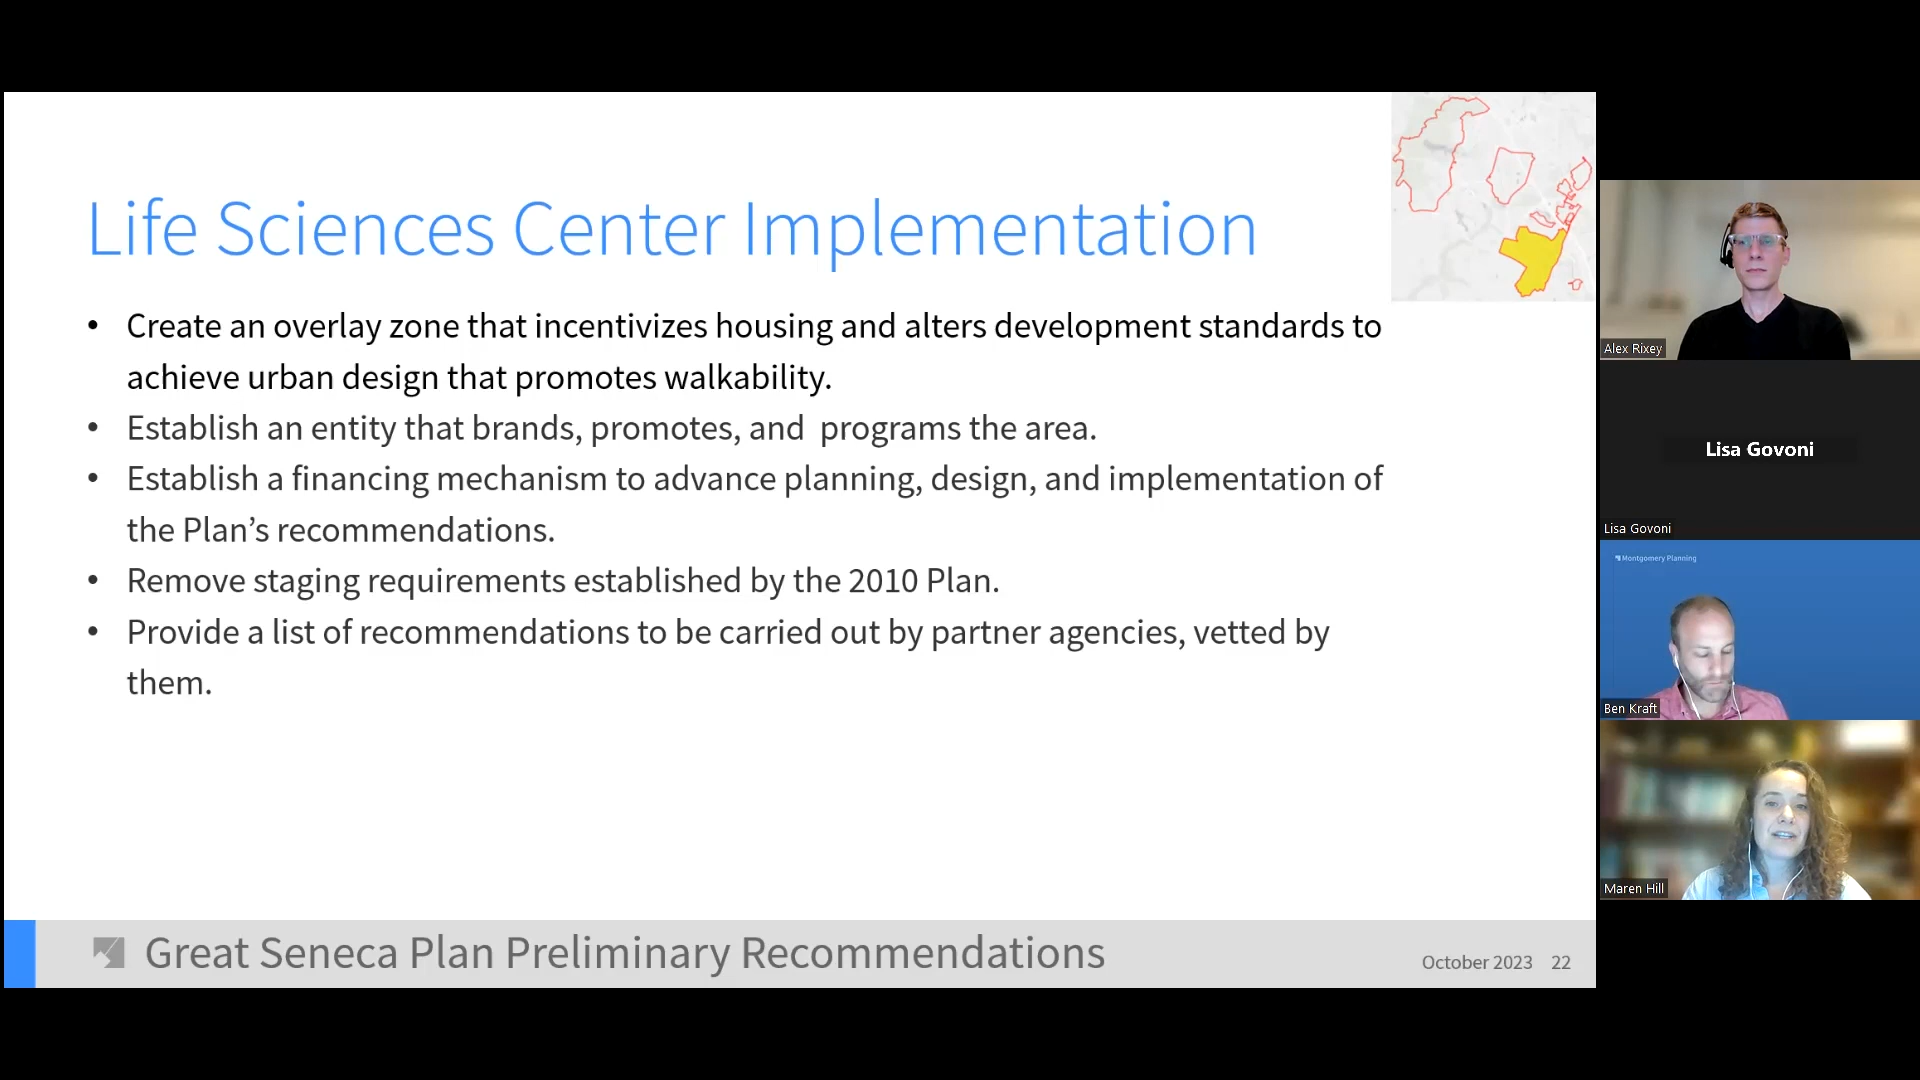 Life Sciences Center Implementation
• Create an overlay zone that incentivizes housing and alters development standards to
achieve urban design that promotes walkability.
• Establish an entity that brands, promotes, and  programs the area.
• Establish a financing mechanism to advance planning, design, and implementation of
the Plan’s recommendations.
• Remove staging requirements established by the 2010 Plan.
• Provide a list of recommendations to be carried out by partner agencies, vetted by
them.
Great Seneca Plan Preliminary Recommendations
October 2023 22
Alex Rixey
Lisa Govoni
Lisa Govoni
Montgomery Planning
Ben Kraft
Maren Hill